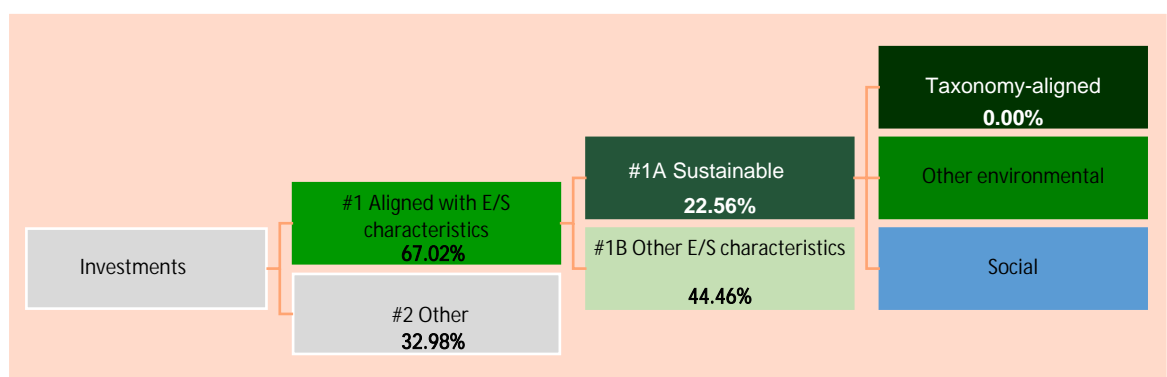 Investments
#1 Aligned with E/S
characteristics
67.02%
#2 Other
32.98%
#1A Sustainable
22.56%
#1B Other E/S characteristics
44.46%
Taxonomy-aligned
0.00%
Other environmental
Social